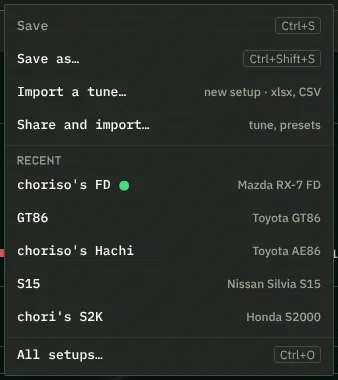 Save Ctrl+S
Save as… Ctrl+Shift+S
Import a tune… new setup · xlsx, CSV
Share and import… tune, presets
RECENT
choriso's FD Mazda RX-7 FD
GT86 Toyota GT86
choriso's Hachi Toyota AE86
S15 Nissan Silvia S15
chori's S2K Honda S2000
All setups… Ctrl+O